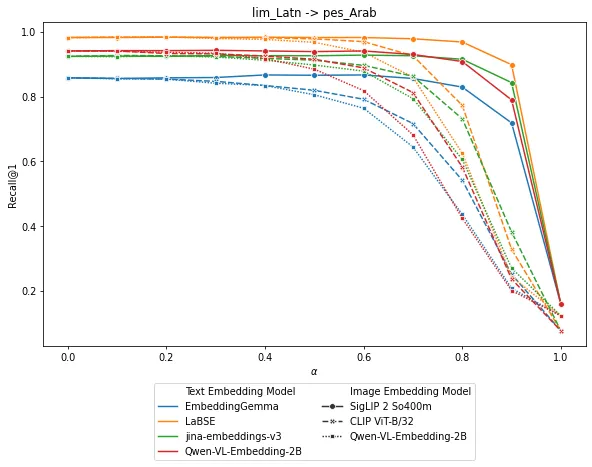 lim_Latn -> pes_Arab
1.0
0.8
0.6
0.4
0.2
Recall@1
0.0
0.2
0.4
0.6
0.8
1.0
α
Text Embedding Model
EmbeddingGemma
LaBSE
jina-embeddings-v3
Qwen-VL-Embedding-2B
Image Embedding Model
SigLIP 2 So400m
CLIP ViT-B/32
Qwen-VL-Embedding-2B